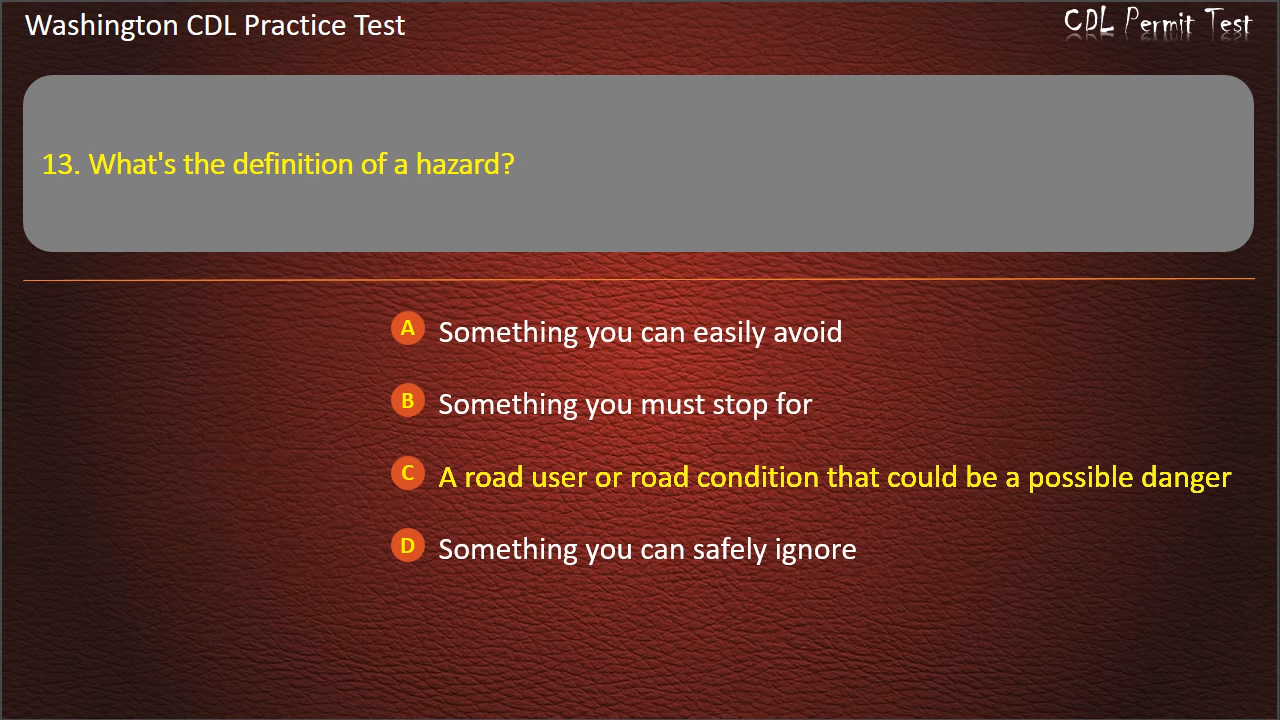 Washington CDL Practice Test
CDL Permit Test
13. What's the definition of a hazard?
A Something you can easily avoid
B Something you must stop for
C A road user or road condition that could be a possible danger
D Something you can safely ignore